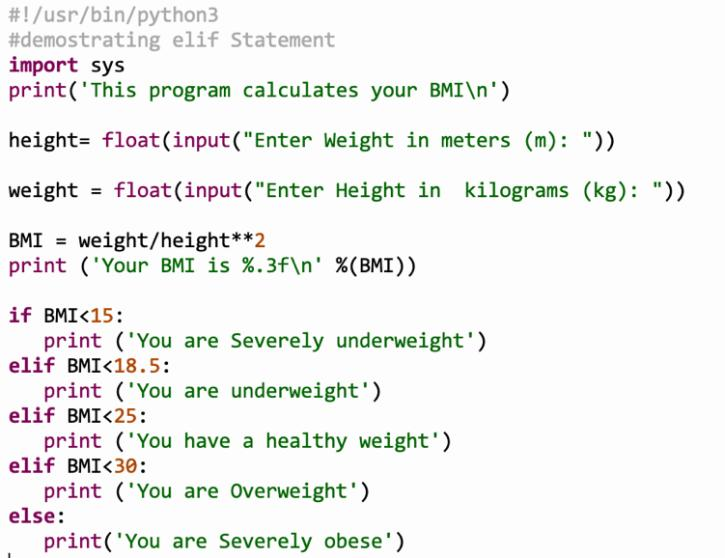 #!/usr/bin/python3
#demostrating elif Statement
import sys
print('This program calculates your BMI\n')
height= float(input("Enter Weight in meters (m): "))
weight = float(input("Enter Height in  kilograms (kg): "))
BMI = weight/height**2
print ('Your BMI is %.3f\n' %(BMI))
if BMI<15:
   print ('You are Severely underweight')
elif BMI<18.5:
   print ('You are underweight')
elif BMI<25:
   print ('You have a healthy weight')
elif BMI<30:
   print ('You are Overweight')
else:
   print('You are Severely obese')